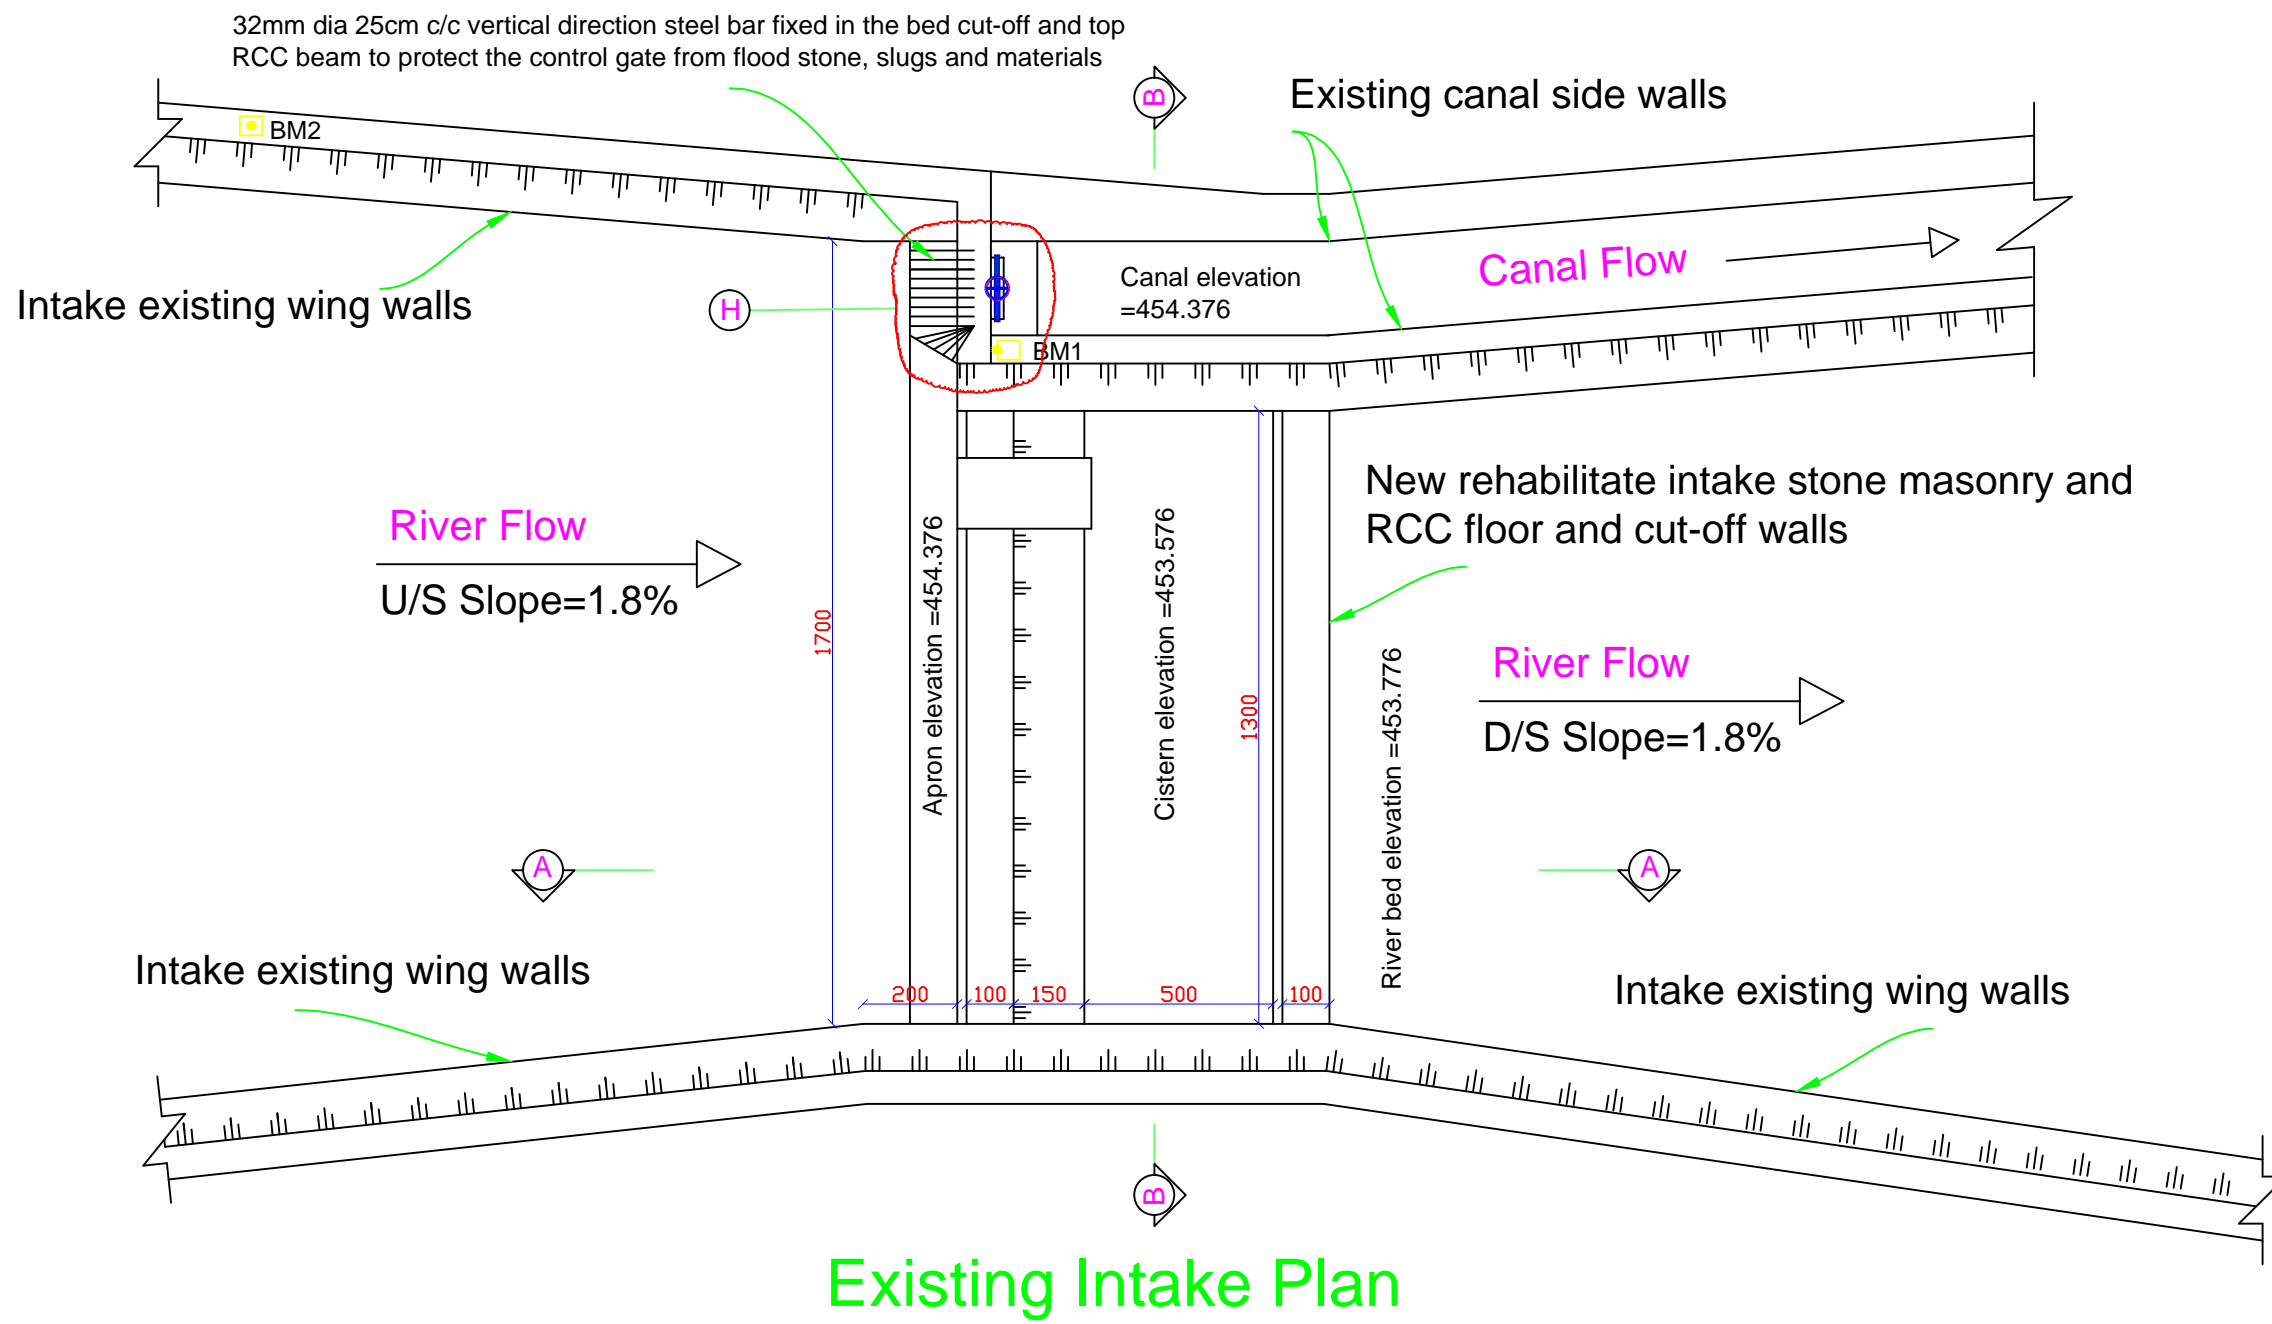 32mm dia 25cm c/c vertical direction steel bar fixed in the bed cut-off and top
RCC beam to protect the control gate from flood stone, slugs and materials
B
Existing canal side walls
BM2
Canal Flow
Canal elevation
=454.376
Intake existing wing walls
H
BM1
New rehabilitate intake stone masonry and
RCC floor and cut-off walls
River Flow
U/S Slope=1.8%
1700
Apron elevation =454.376
Cistern elevation =453.576
1300
River bed elevation =453.776
River Flow
D/S Slope=1.8%
A
A
Intake existing wing walls
200
100
150
500
100
Intake existing wing walls
B
Existing Intake Plan